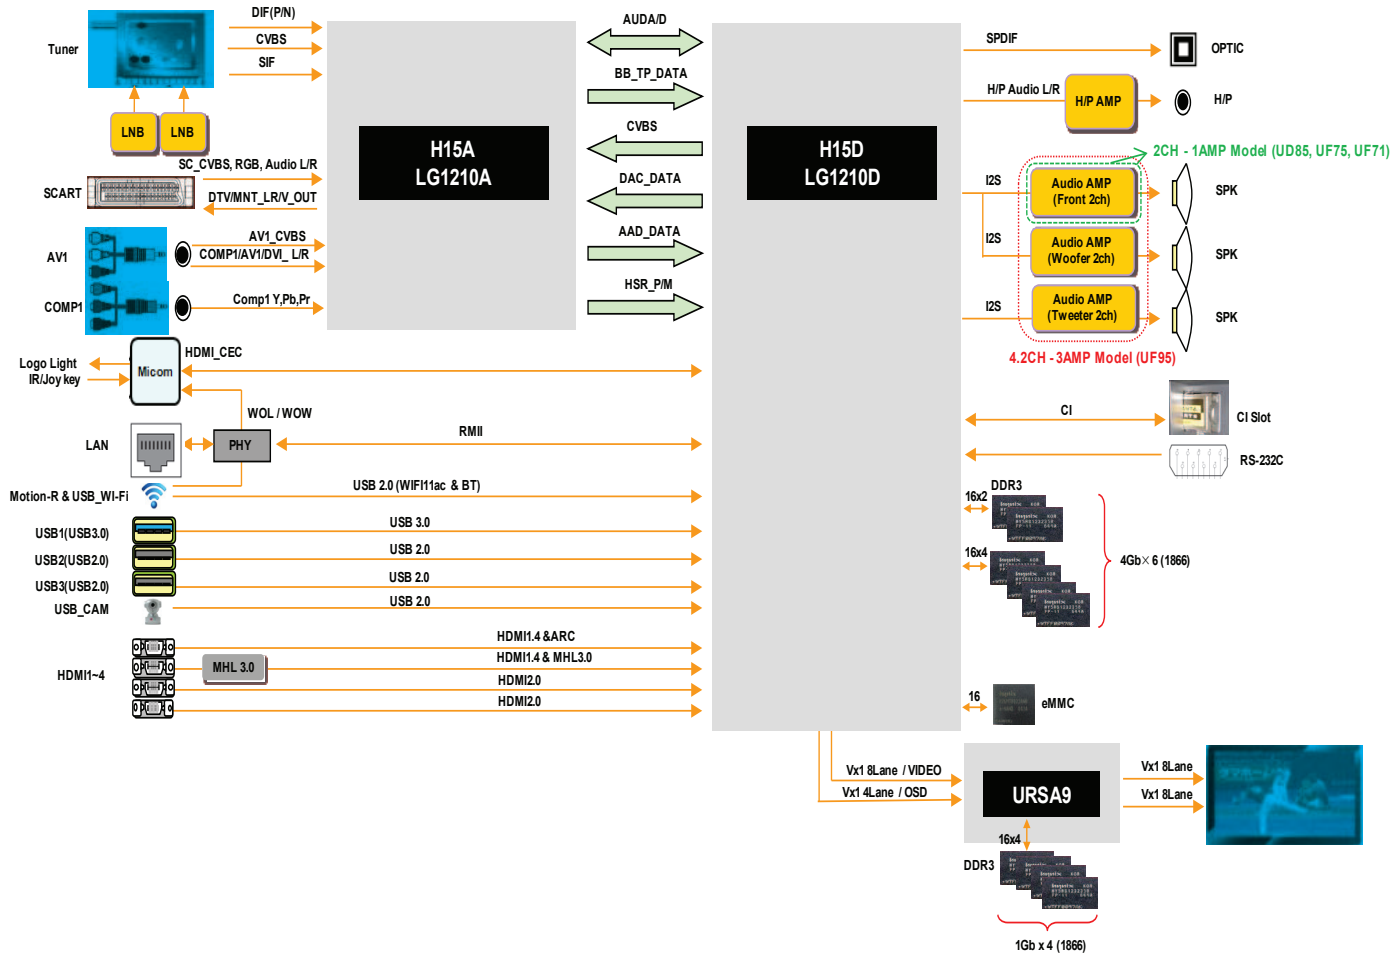 DIF(P/N)
CVBS
SIF
Tuner
LNB
LNB
SC_CVBS, RGB, Audio L/R
SCART
DTV/MNT_LR/V_OUT
AV1_CVBS
AV1
COMP1/AV1/DVI_ L/R
COMP1
Comp1 Y,Pb,Pr
H15A
LG1210A
AUDA/D
BB_TP_DATA
CVBS
DAC_DATA
AAD_DATA
HSR_P/M
H15D
LG1210D
SPDIF
OPTIC
H/P Audio L/R
H/P AMP
H/P
2CH - 1AMP Model (UD85, UF75, UF71)
I2S
Audio AMP
(Front 2ch)
SPK
I2S
Audio AMP
(Woofer 2ch)
SPK
I2S
Audio AMP
(Tweeter 2ch)
SPK
4.2CH - 3AMP Model (UF95)
HDMI_CEC
Logo Light
IR/Joy key
Micom
WOL / WOW
LAN
PHY
RMII
Motion-R & USB_WI-Fi
USB 2.0 (WIFI11ac & BT)
USB1(USB3.0)
USB 3.0
USB2(USB2.0)
USB 2.0
USB3(USB2.0)
USB 2.0
USB_CAM
USB 2.0
HDMI1~4
MHL 3.0
HDMI1.4 &ARC
HDMI1.4 & MHL3.0
HDMI2.0
HDMI2.0
CI
CI Slot
RS-232C
DDR3
16x2
16x4
4Gb× 6 (1866)
16
eMMC
Vx1 8Lane / VIDEO
Vx1 4Lane / OSD
URSA9
Vx1 8Lane
Vx1 8Lane
16x4
DDR3
1Gb x 4 (1866)